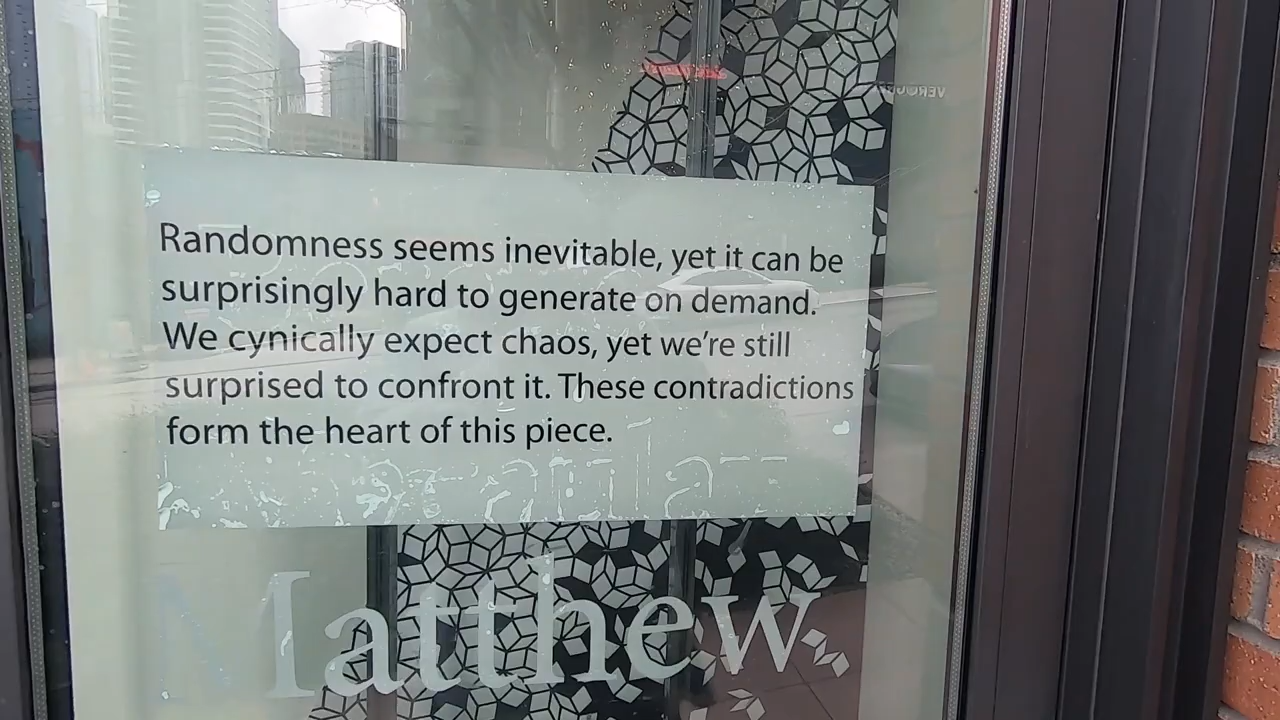 Randomness seems inevitable, yet it can be
surprisingly hard to generate on demand.
We cynically expect chaos, yet we're still
surprised to confront it. These contradictions
form the heart of this piece.
Matthew